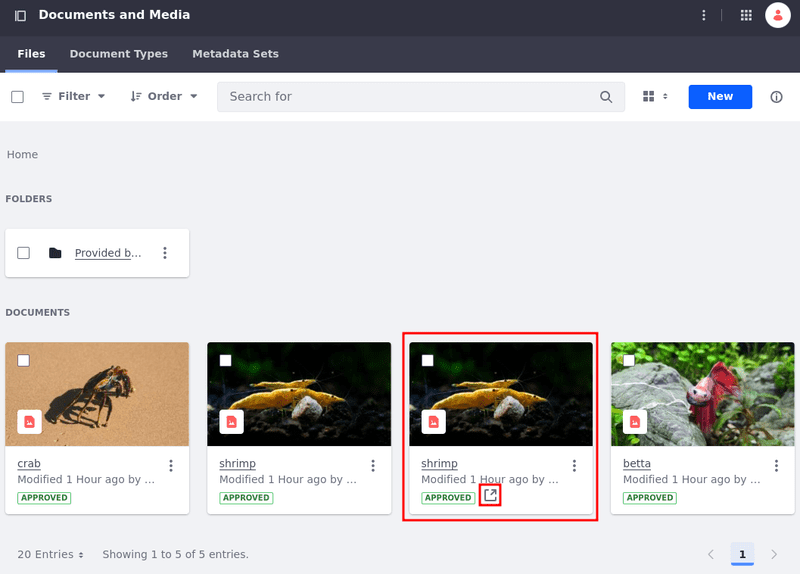 Documents and Media
Files Document Types Metadata Sets
Filter Order Search for New
Home
FOLDERS
Provided b...
DOCUMENTS
crab shrimp shrimp betta
Modified 1 Hour ago by ... Modified 1 Hour ago by ... Modified 1 Hour ago by ... Modified 1 Hour ago by ...
APPROVED APPROVED APPROVED APPROVED
20 Entries Showing 1 to 5 of 5 entries. 1